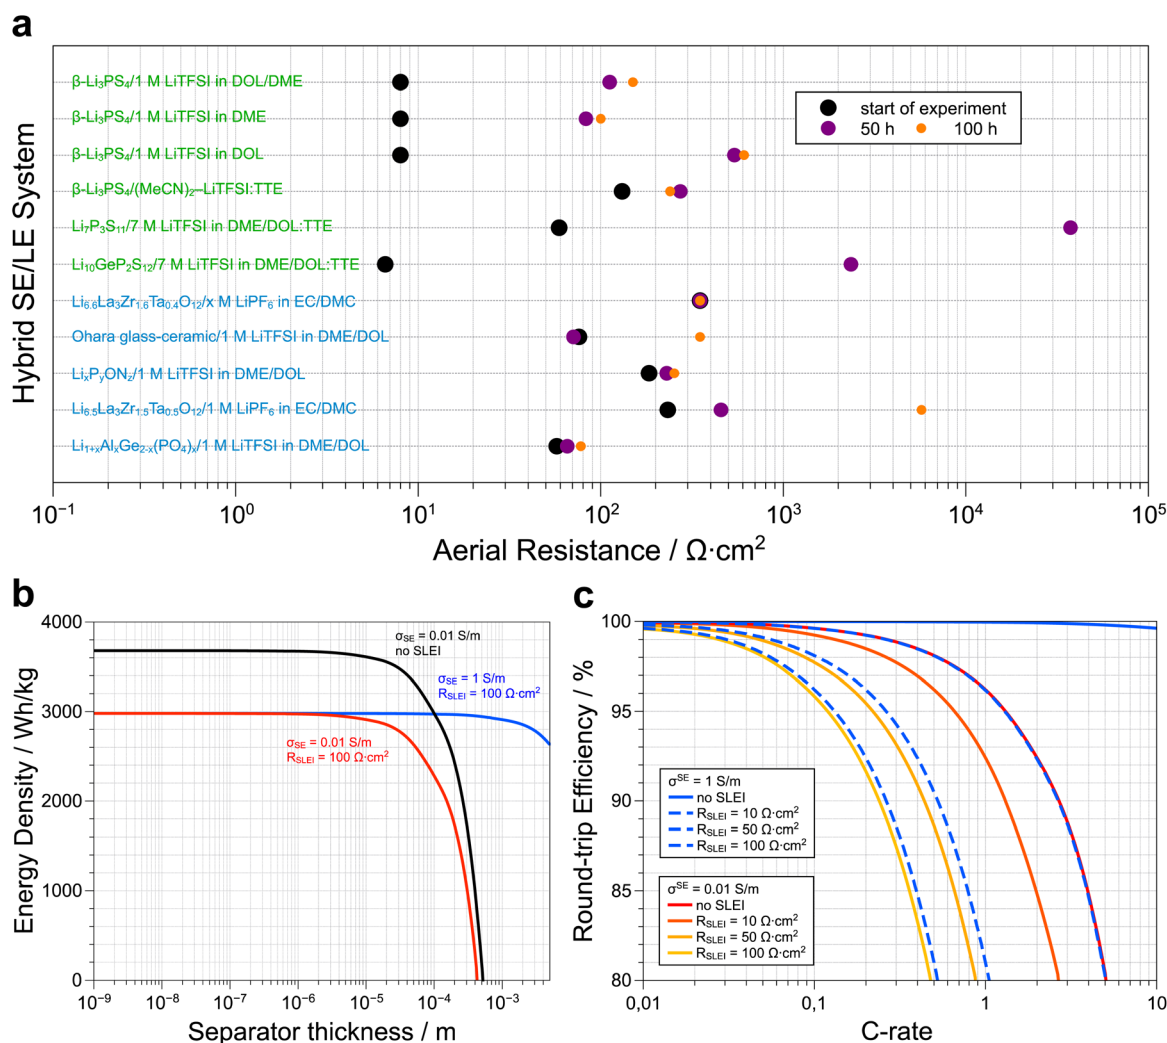 a
Hybrid SE/LE System
β-Li₃PS₄/1 M LiTFSI in DOL/DME
β-Li₃PS₄/1 M LiTFSI in DME
β-Li₃PS₄/1 M LiTFSI in DOL
β-Li₃PS₄/(MeCN)₂–LiTFSI:TTE
Li₇P₃S₁₁/7 M LiTFSI in DME/DOL:TTE
Li₁₀GeP₂S₁₂/7 M LiTFSI in DME/DOL:TTE
Li₆.₆La₃Zr₁.₆Ta₀.₄O₁₂/x M LiPF₆ in EC/DMC
Ohara glass-ceramic/1 M LiTFSI in DME/DOL
LiₓPᵧONz/1 M LiTFSI in DME/DOL
Li₆.₅La₃Zr₁.₅Ta₀.₅O₁₂/1 M LiPF₆ in EC/DMC
Li₁₊ₓAlₓGe₂₋ₓ(PO₄)ₓ/1 M LiTFSI in DME/DOL
start of experiment
50 h 100 h
10⁻¹ 10⁰ 10¹ 10² 10³ 10⁴ 10⁵
Aerial Resistance / Ω·cm²
b
Energy Density / Wh/kg
4000
3000
2000
1000
0
σSE = 0.01 S/m
no SLEI
σSE = 1 S/m
RSLEI = 100 Ω·cm²
σSE = 0.01 S/m
RSLEI = 100 Ω·cm²
10⁻⁹ 10⁻⁸ 10⁻⁷ 10⁻⁶ 10⁻⁵ 10⁻⁴ 10⁻³
Separator thickness / m
c
Round-trip Efficiency / %
100
95
90
85
80
σSE = 1 S/m
no SLEI
RSLEI = 10 Ω·cm²
RSLEI = 50 Ω·cm²
RSLEI = 100 Ω·cm²
σSE = 0.01 S/m
no SLEI
RSLEI = 10 Ω·cm²
RSLEI = 50 Ω·cm²
RSLEI = 100 Ω·cm²
0,01 0,1 1 10
C-rate